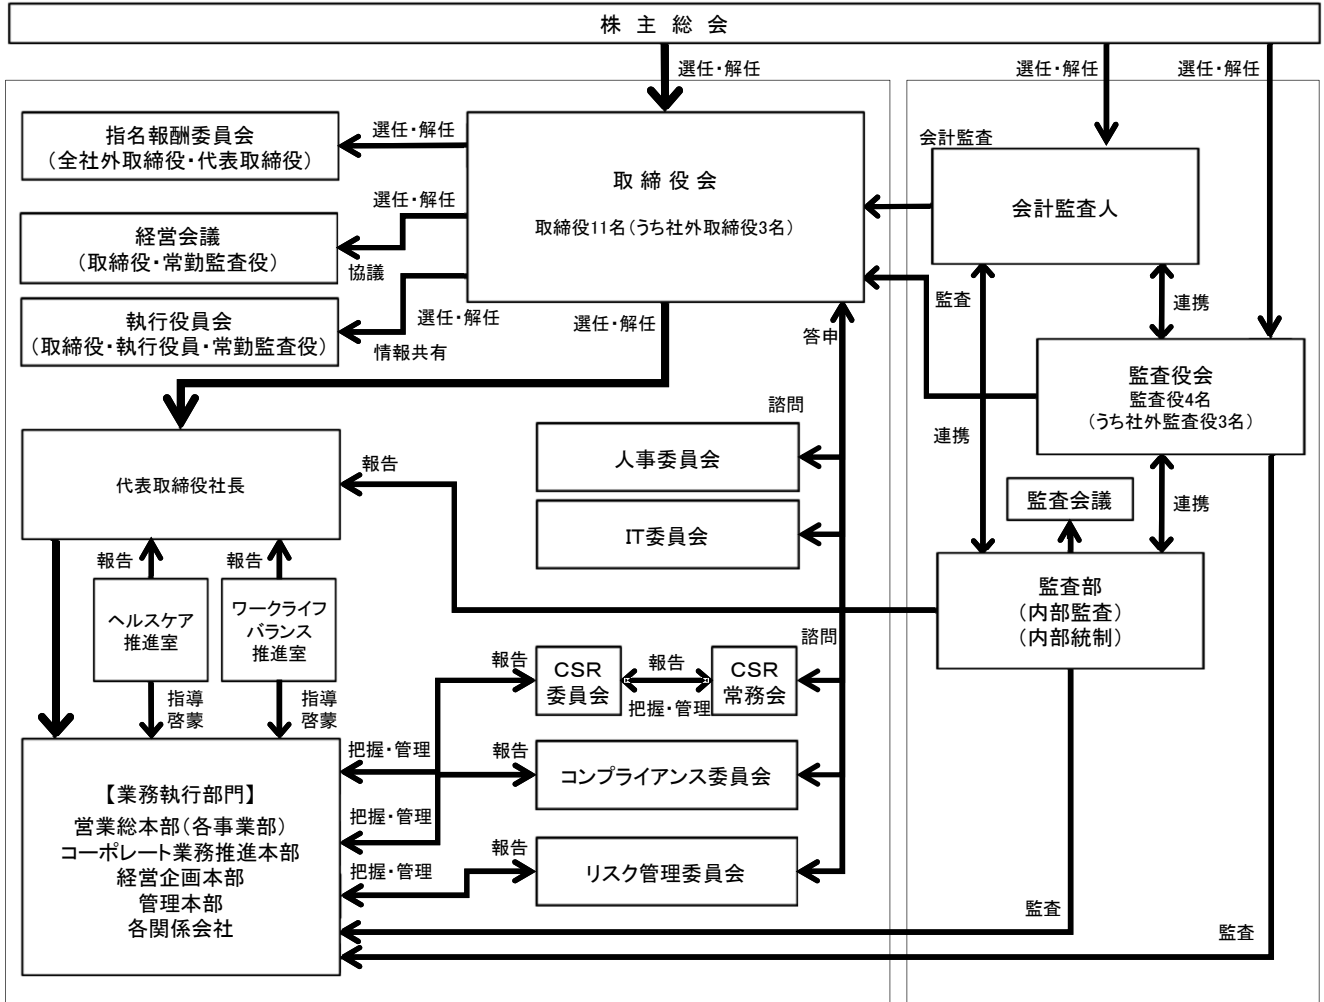 株主総会
選任・解任
選任・解任
選任・解任
指名報酬委員会
（全社外取締役・代表取締役）
選任・解任
取締役会
取締役11名（うち社外取締役3名）
会計監査
会計監査人
経営会議
（取締役・常勤監査役）
選任・解任
協議
執行役員会
（取締役・執行役員・常勤監査役）
選任・解任
情報共有
選任・解任
答申
監査
連携
監査役会
監査役4名
（うち社外監査役3名）
諮問
連携
代表取締役社長
報告
人事委員会
監査会議
連携
IT委員会
報告
報告
ヘルスケア
推進室
ワークライフ
バランス
推進室
監査部
（内部監査）
（内部統制）
諮問
報告
CSR
委員会
報告
把握・管理
CSR
常務会
指導
啓蒙
指導
啓蒙
把握・管理
報告
コンプライアンス委員会
把握・管理
報告
リスク管理委員会
把握・管理
【業務執行部門】
営業総本部（各事業部）
コーポレート業務推進本部
経営企画本部
管理本部
各関係会社
監査
監査